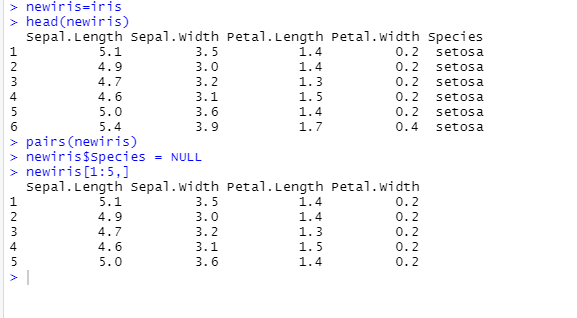 > newiris=iris
> head(newiris)
  Sepal.Length Sepal.Width Petal.Length Petal.Width Species
1          5.1         3.5          1.4         0.2  setosa
2          4.9         3.0          1.4         0.2  setosa
3          4.7         3.2          1.3         0.2  setosa
4          4.6         3.1          1.5         0.2  setosa
5          5.0         3.6          1.4         0.2  setosa
6          5.4         3.9          1.7         0.4  setosa
> pairs(newiris)
> newiris$Species = NULL
> newiris[1:5,]
  Sepal.Length Sepal.Width Petal.Length Petal.Width
1          5.1         3.5          1.4         0.2
2          4.9         3.0          1.4         0.2
3          4.7         3.2          1.3         0.2
4          4.6         3.1          1.5         0.2
5          5.0         3.6          1.4         0.2
>